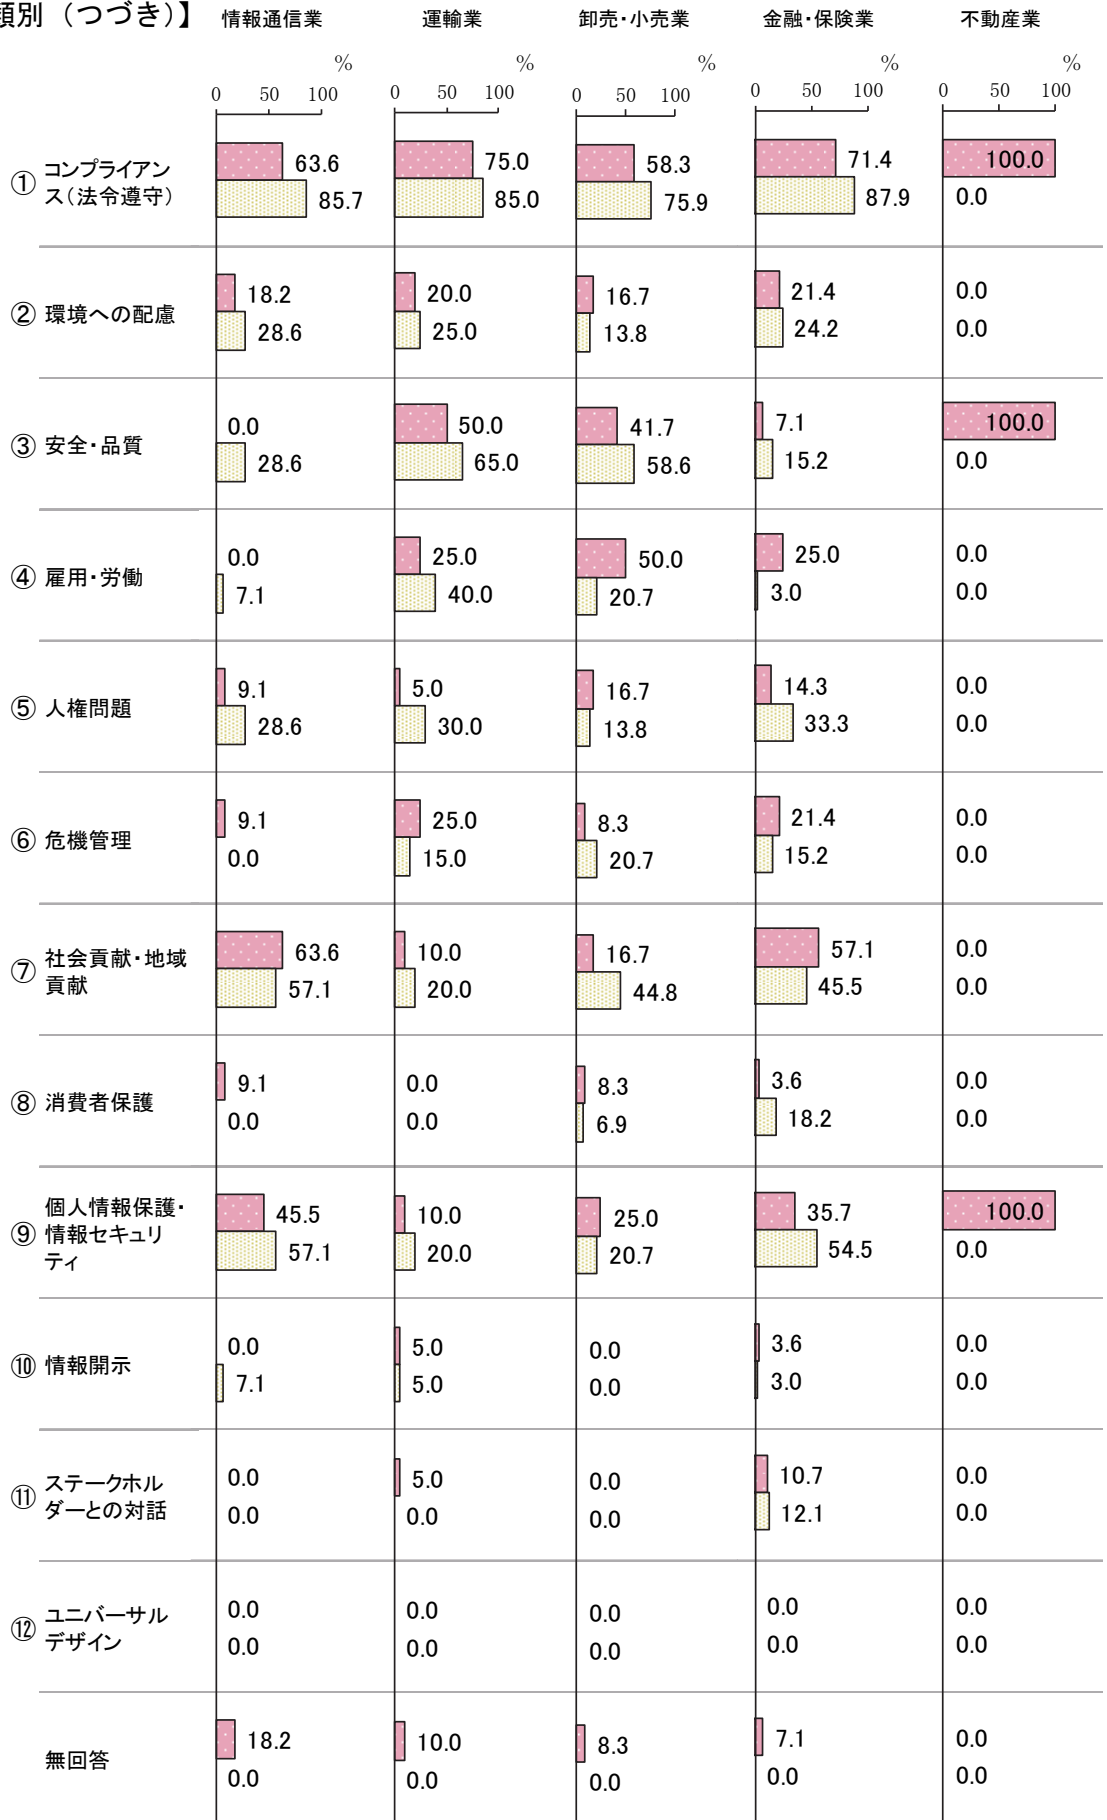 類別（つづき）】
情報通信業 運輸業 卸売・小売業 金融・保険業 不動産業
% % % % %
0 50 100 0 50 100 0 50 100 0 50 100 0 50 100
① コンプライアン
ス（法令遵守）
63.6 75.0 58.3 71.4 100.0
85.7 85.0 75.9 87.9 0.0
② 環境への配慮
18.2 20.0 16.7 21.4 0.0
28.6 25.0 13.8 24.2 0.0
③ 安全・品質
0.0 50.0 41.7 7.1 100.0
28.6 65.0 58.6 15.2 0.0
④ 雇用・労働
0.0 25.0 50.0 25.0 0.0
7.1 40.0 20.7 3.0 0.0
⑤ 人権問題
9.1 5.0 16.7 14.3 0.0
28.6 30.0 13.8 33.3 0.0
⑥ 危機管理
9.1 25.0 8.3 21.4 0.0
0.0 15.0 20.7 15.2 0.0
⑦ 社会貢献・地域
貢献
63.6 10.0 16.7 57.1 0.0
57.1 20.0 44.8 45.5 0.0
⑧ 消費者保護
9.1 0.0 8.3 3.6 0.0
0.0 0.0 6.9 18.2 0.0
⑨ 個人情報保護・
情報セキュリ
ティ
45.5 10.0 25.0 35.7 100.0
57.1 20.0 20.7 54.5 0.0
⑩ 情報開示
0.0 5.0 0.0 3.6 0.0
7.1 5.0 0.0 3.0 0.0
⑪ ステークホル
ダーとの対話
0.0 5.0 0.0 10.7 0.0
0.0 0.0 0.0 12.1 0.0
⑫ ユニバーサル
デザイン
0.0 0.0 0.0 0.0 0.0
0.0 0.0 0.0 0.0 0.0
無回答
18.2 10.0 8.3 7.1 0.0
0.0 0.0 0.0 0.0 0.0